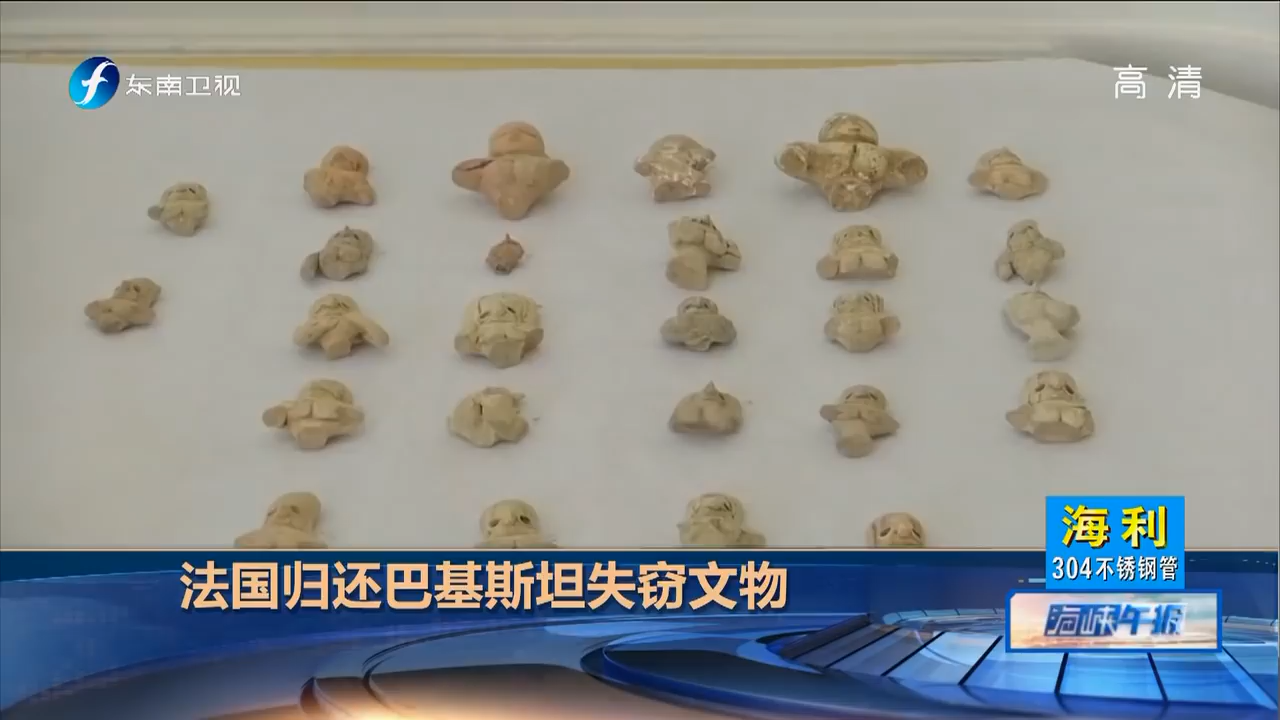 东南卫视
高清
海利
304不锈钢管
法国归还巴基斯坦失窃文物
海峡午报